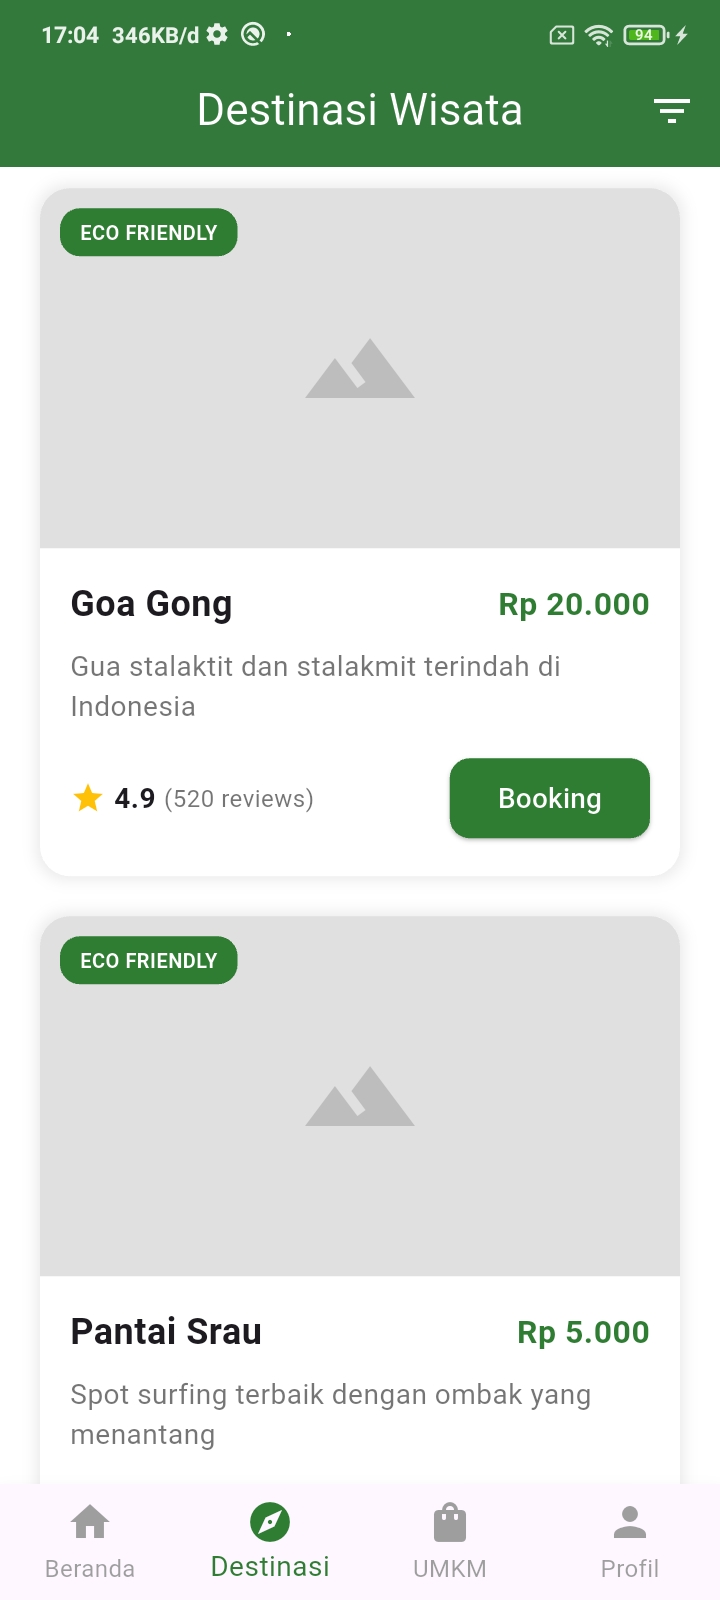 17:04 346KB/d
94
Destinasi Wisata
ECO FRIENDLY
Goa Gong
Rp 20.000
Gua stalaktit dan stalakmit terindah di
Indonesia
4.9 (520 reviews)
Booking
ECO FRIENDLY
Pantai Srau
Rp 5.000
Spot surfing terbaik dengan ombak yang
menantang
Beranda
Destinasi
UMKM
Profil